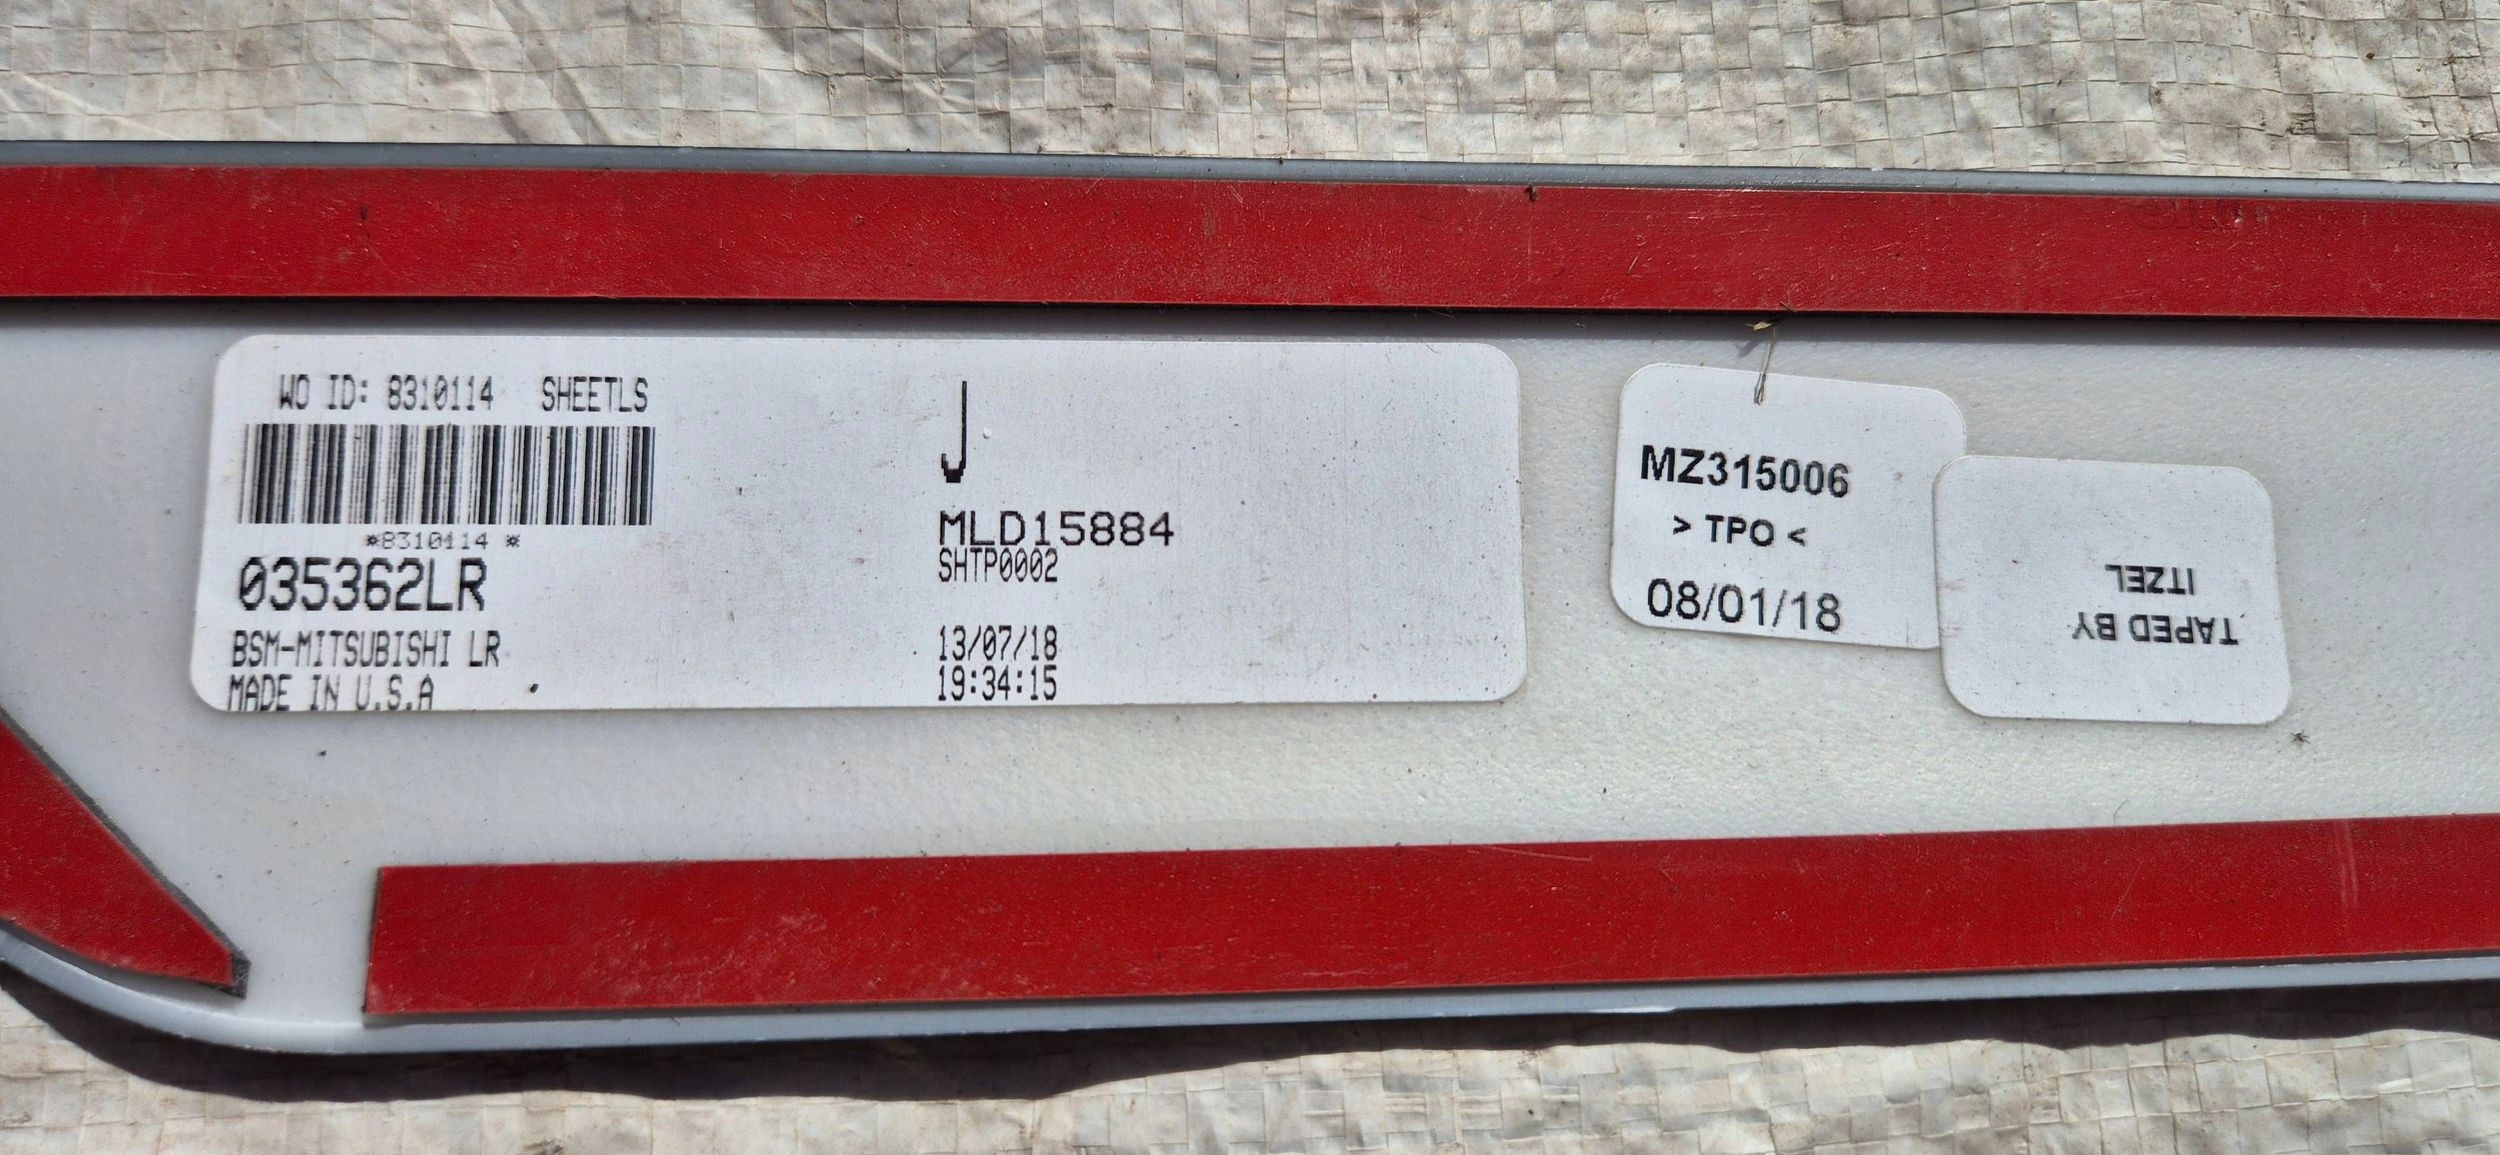 WO ID: 8310114 SHEETLS
*8310114 *
035362LR
BSM-MITSUBISHI LR
MADE IN U.S.A
J
MLD15884
SHTP0002
13/07/18
19:34:15
MZ315006
> TPO <
08/01/18
TAPED BY
ITZEL